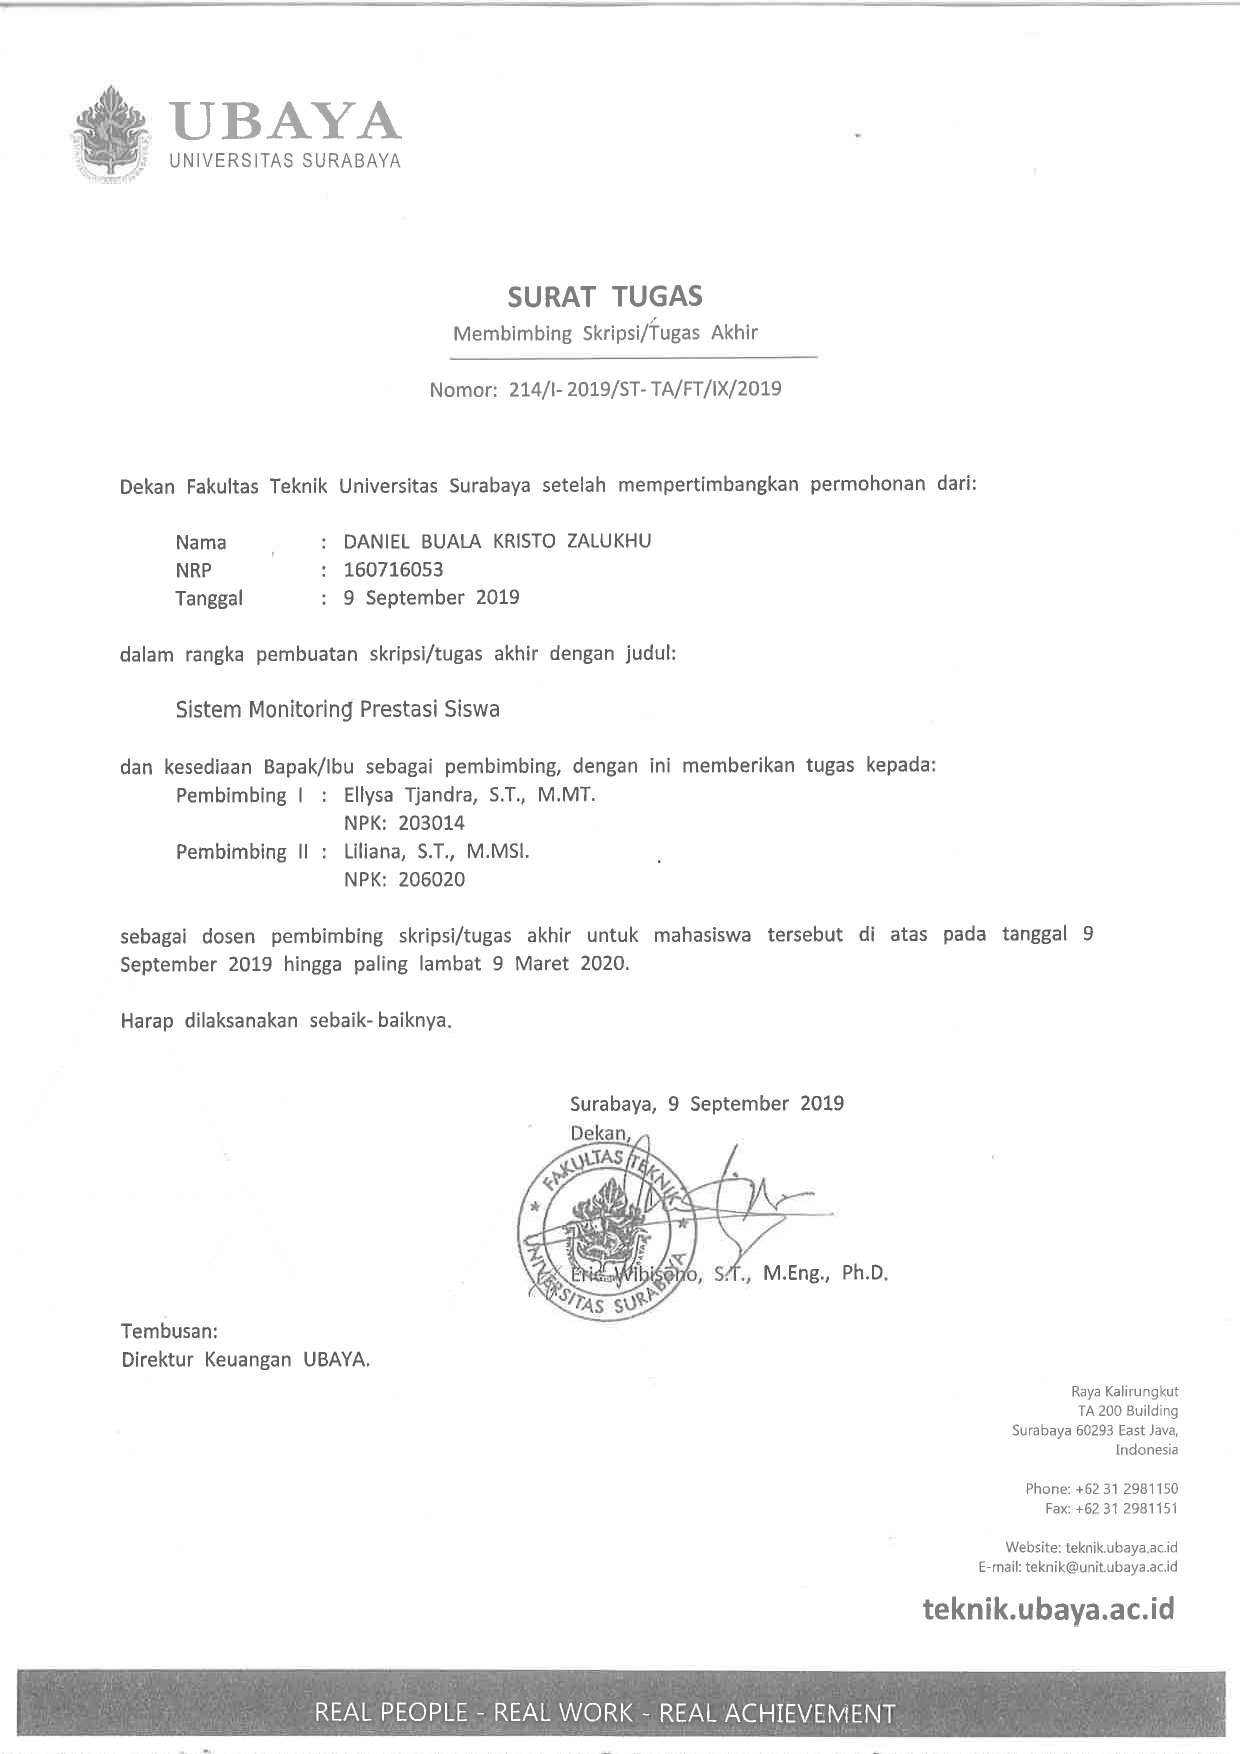 UBAYA
UNIVERSITAS SURABAYA
SURAT TUGAS
Membimbing Skripsi/Tugas Akhir
Nomor: 214/I-2019/ST-TA/FT/IX/2019
Dekan Fakultas Teknik Universitas Surabaya setelah mempertimbangkan permohonan dari:
Nama : DANIEL BUALA KRISTO ZALUKHU
NRP : 160716053
Tanggal : 9 September 2019
dalam rangka pembuatan skripsi/tugas akhir dengan judul:
Sistem Monitoring Prestasi Siswa
dan kesediaan Bapak/Ibu sebagai pembimbing, dengan ini memberikan tugas kepada:
Pembimbing I : Ellysa Tjandra, S.T., M.MT.
NPK: 203014
Pembimbing II : Liliana, S.T., M.MSI.
NPK: 206020
sebagai dosen pembimbing skripsi/tugas akhir untuk mahasiswa tersebut di atas pada tanggal 9
September 2019 hingga paling lambat 9 Maret 2020.
Harap dilaksanakan sebaik-baiknya.
Surabaya, 9 September 2019
Dekan,
FAKULTAS TEKNIK
UNIVERSITAS SURABAYA
Eric Wibisono, S.T., M.Eng., Ph.D.
Tembusan:
Direktur Keuangan UBAYA.
Raya Kalirungkut
TA 200 Building
Surabaya 60293 East Java,
Indonesia
Phone: +62 31 2981150
Fax: +62 31 2981151
Website: teknik.ubaya.ac.id
E-mail: teknik@unit.ubaya.ac.id
teknik.ubaya.ac.id
REAL PEOPLE - REAL WORK - REAL ACHIEVEMENT